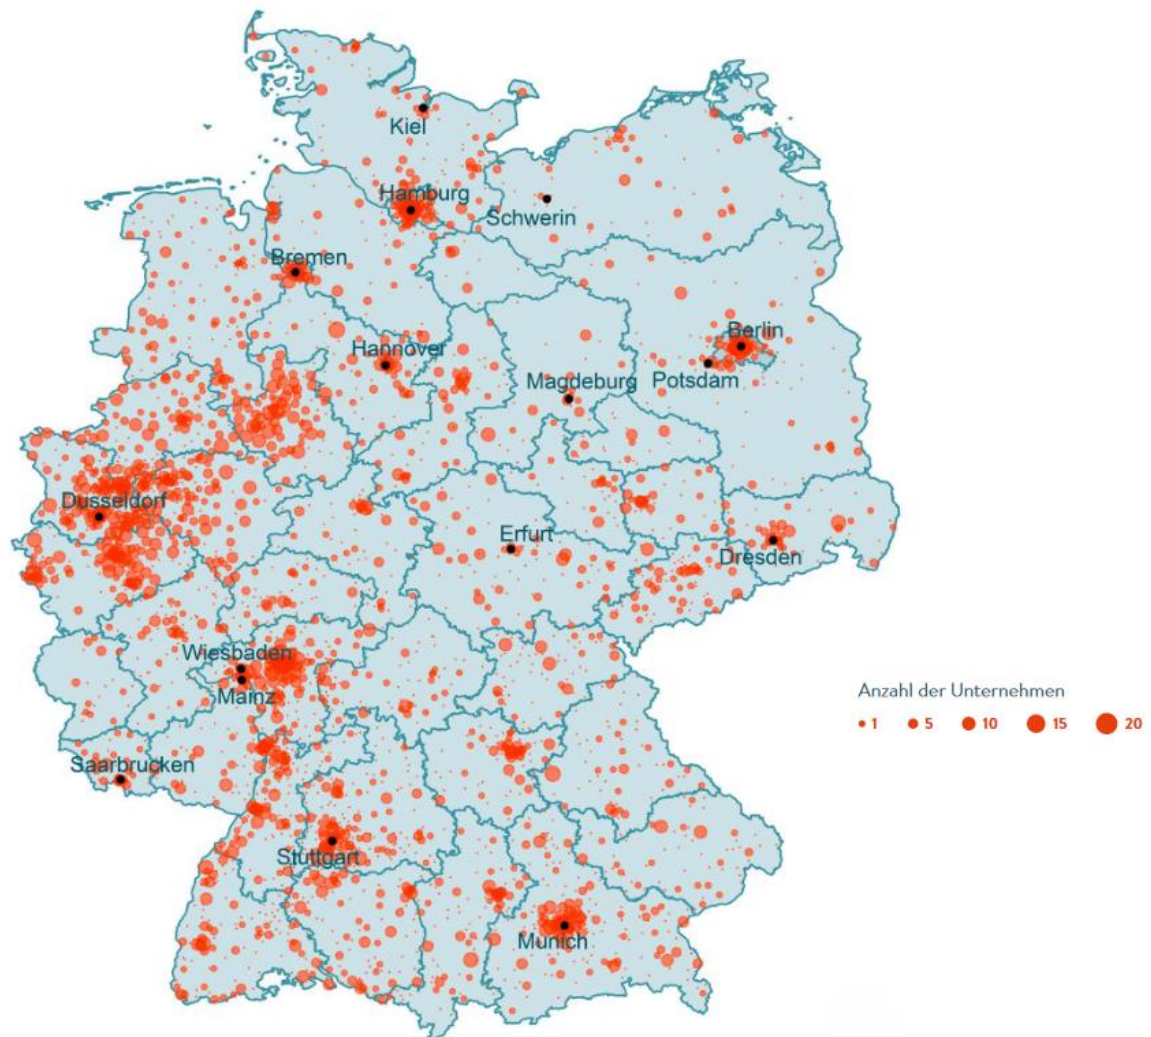 Kiel
Hamburg
Schwerin
Bremen
Berlin
Hannover
Magdeburg
Potsdam
Dusseldorf
Erfurt
Dresden
Wiesbaden
Mainz
Anzahl der Unternehmen
1 5 10 15 20
Saarbrucken
Stuttgart
Munich